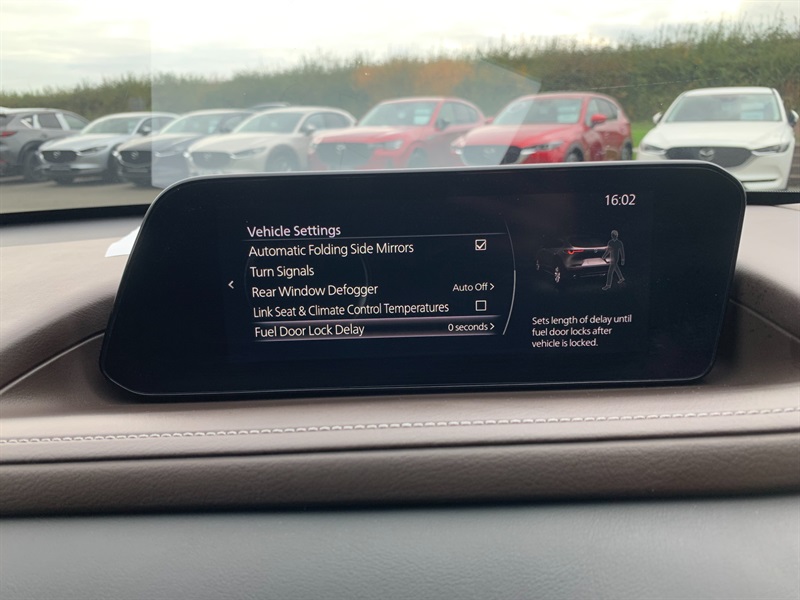 16:02
Vehicle Settings
Automatic Folding Side Mirrors
Turn Signals
Rear Window Defogger Auto Off
Link Seat & Climate Control Temperatures
Fuel Door Lock Delay 0 seconds
Sets length of delay until
fuel door locks after
vehicle is locked.